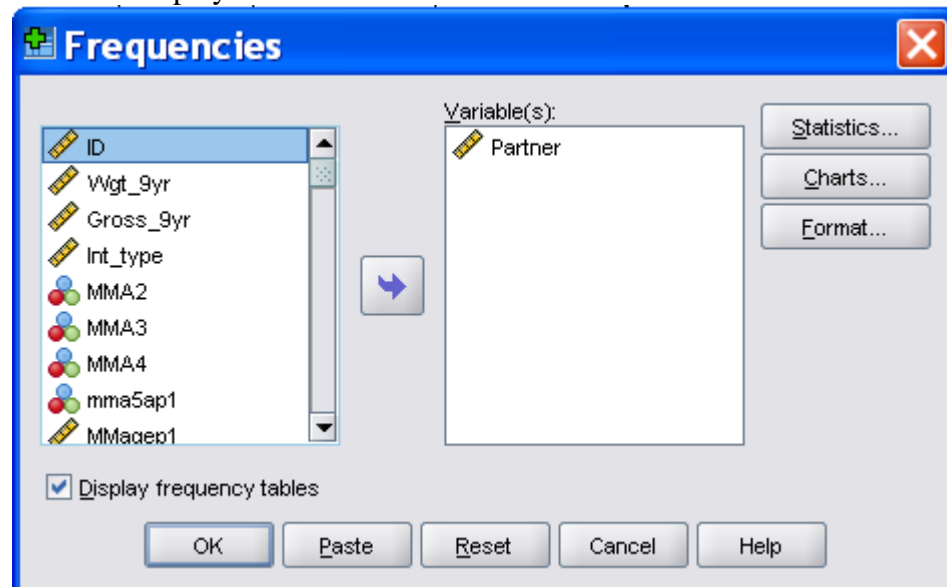 play
Frequencies
Variable(s):
ID
Wgt_9yr
Gross_9yr
Int_type
MMA2
MMA3
MMA4
mma5ap1
MMagep1
Partner
Statistics...
Charts...
Format...
Display frequency tables
OK Paste Reset Cancel Help